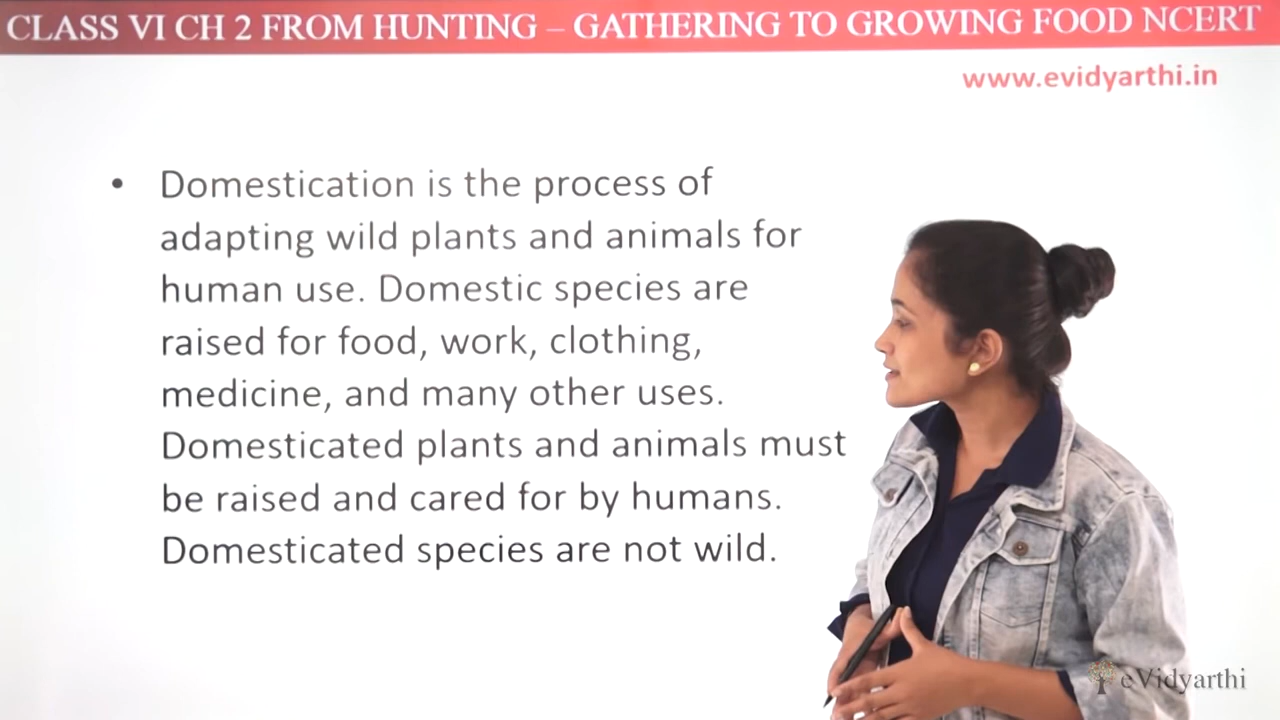 CLASS VI CH 2 FROM HUNTING – GATHERING TO GROWING FOOD NCERT
www.evidyarthi.in
• Domestication is the process of
adapting wild plants and animals for
human use. Domestic species are
raised for food, work, clothing,
medicine, and many other uses.
Domesticated plants and animals must
be raised and cared for by humans.
Domesticated species are not wild.
eVidyarthi